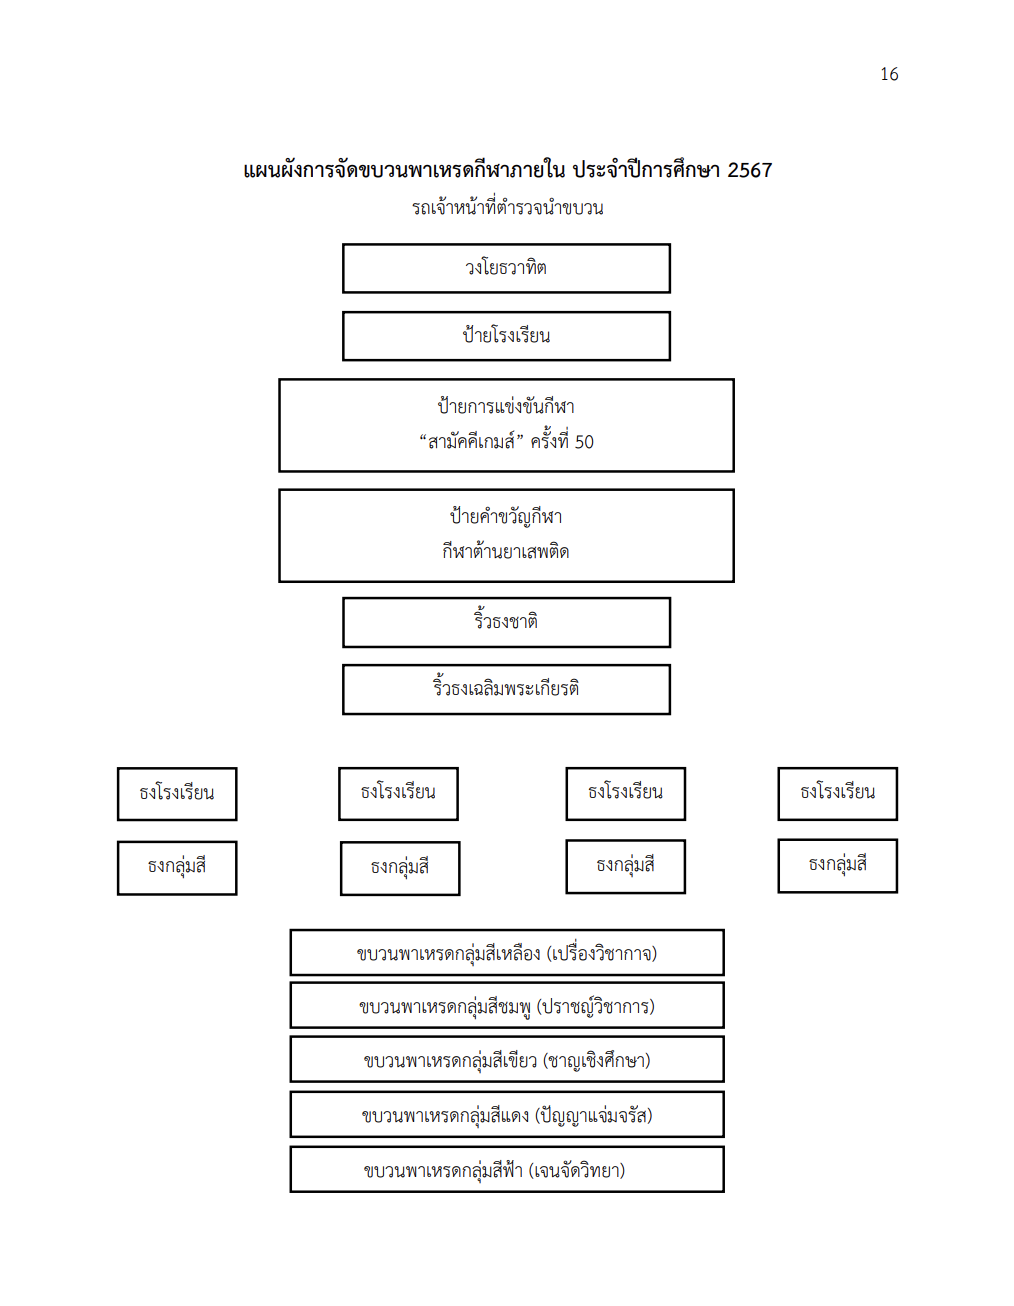 16
แผนผังการจัดขบวนพาเหรดกีฬาภายใน ประจำปีการศึกษา 2567
รถเจ้าหน้าที่ตำรวจนำขบวน
วงโยธวาทิต
ป้ายโรงเรียน
ป้ายการแข่งขันกีฬา
“สามัคคีเกมส์” ครั้งที่ 50
ป้ายคำขวัญกีฬา
กีฬาต้านยาเสพติด
ริ้วธงชาติ
ริ้วธงเฉลิมพระเกียรติ
ธงโรงเรียน ธงโรงเรียน ธงโรงเรียน ธงโรงเรียน
ธงกลุ่มสี ธงกลุ่มสี ธงกลุ่มสี ธงกลุ่มสี
ขบวนพาเหรดกลุ่มสีเหลือง (เปรื่องวิชากาจ)
ขบวนพาเหรดกลุ่มสีชมพู (ปราชญ์วิชาการ)
ขบวนพาเหรดกลุ่มสีเขียว (ชาญเชิงศึกษา)
ขบวนพาเหรดกลุ่มสีแดง (ปัญญาแจ่มจรัส)
ขบวนพาเหรดกลุ่มสีฟ้า (เจนจัดวิทยา)